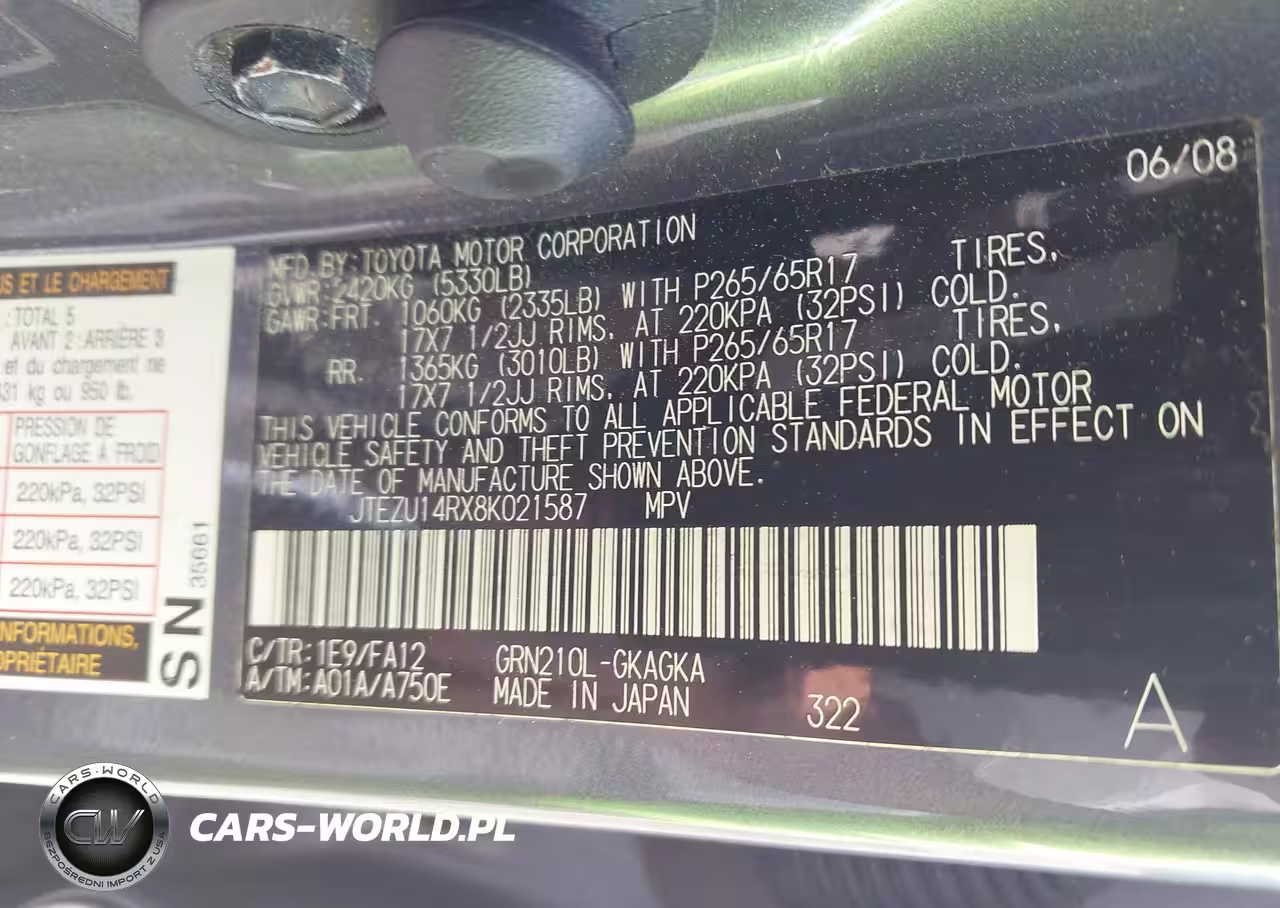 US ET LE CHARGEMENT
: TOTAL 5
AVANT 2 : ARRIÈRE 3
et du chargement ne
31 kg ou 950 lb.
PRESSION DE
GONFLAGE À FROID
220kPa, 32PSI
220kPa, 32PSI
220kPa, 32PSI
NFORMATIONS,
OPRIÉTAIRE
SN 35661
06/08
MFD.BY:TOYOTA MOTOR CORPORATION
GVWR:2420KG (5330LB)
GAWR:FRT. 1060KG (2335LB) WITH P265/65R17 TIRES,
17X7 1/2JJ RIMS, AT 220KPA (32PSI) COLD.
RR. 1365KG (3010LB) WITH P265/65R17 TIRES,
17X7 1/2JJ RIMS, AT 220KPA (32PSI) COLD.
THIS VEHICLE CONFORMS TO ALL APPLICABLE FEDERAL MOTOR
VEHICLE SAFETY AND THEFT PREVENTION STANDARDS IN EFFECT ON
THE DATE OF MANUFACTURE SHOWN ABOVE.
JTEZU14RX8K021587 MPV
C/TR:1E9/FA12 GRN210L-GKAGKA
A/TM:A01A/A750E MADE IN JAPAN 322 A
CARS-WORLD
CW
BEZPOŚREDNI IMPORT Z USA
CARS-WORLD.PL